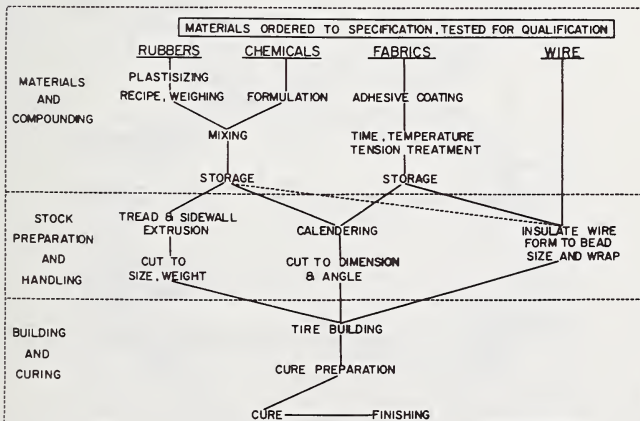 MATERIALS ORDERED TO SPECIFICATION, TESTED FOR QUALIFICATION
RUBBERS
CHEMICALS
FABRICS
WIRE
MATERIALS
AND
COMPOUNDING
PLASTISIZING
RECIPE, WEIGHING
FORMULATION
ADHESIVE COATING
MIXING
TIME, TEMPERATURE
TENSION TREATMENT
STORAGE
STORAGE
STOCK
PREPARATION
AND
HANDLING
TREAD & SIDEWALL
EXTRUSION
CALENDERING
INSULATE WIRE
FORM TO BEAD
SIZE AND WRAP
CUT TO
SIZE, WEIGHT
CUT TO DIMENSION
& ANGLE
BUILDING
AND
CURING
TIRE BUILDING
CURE PREPARATION
CURE
FINISHING